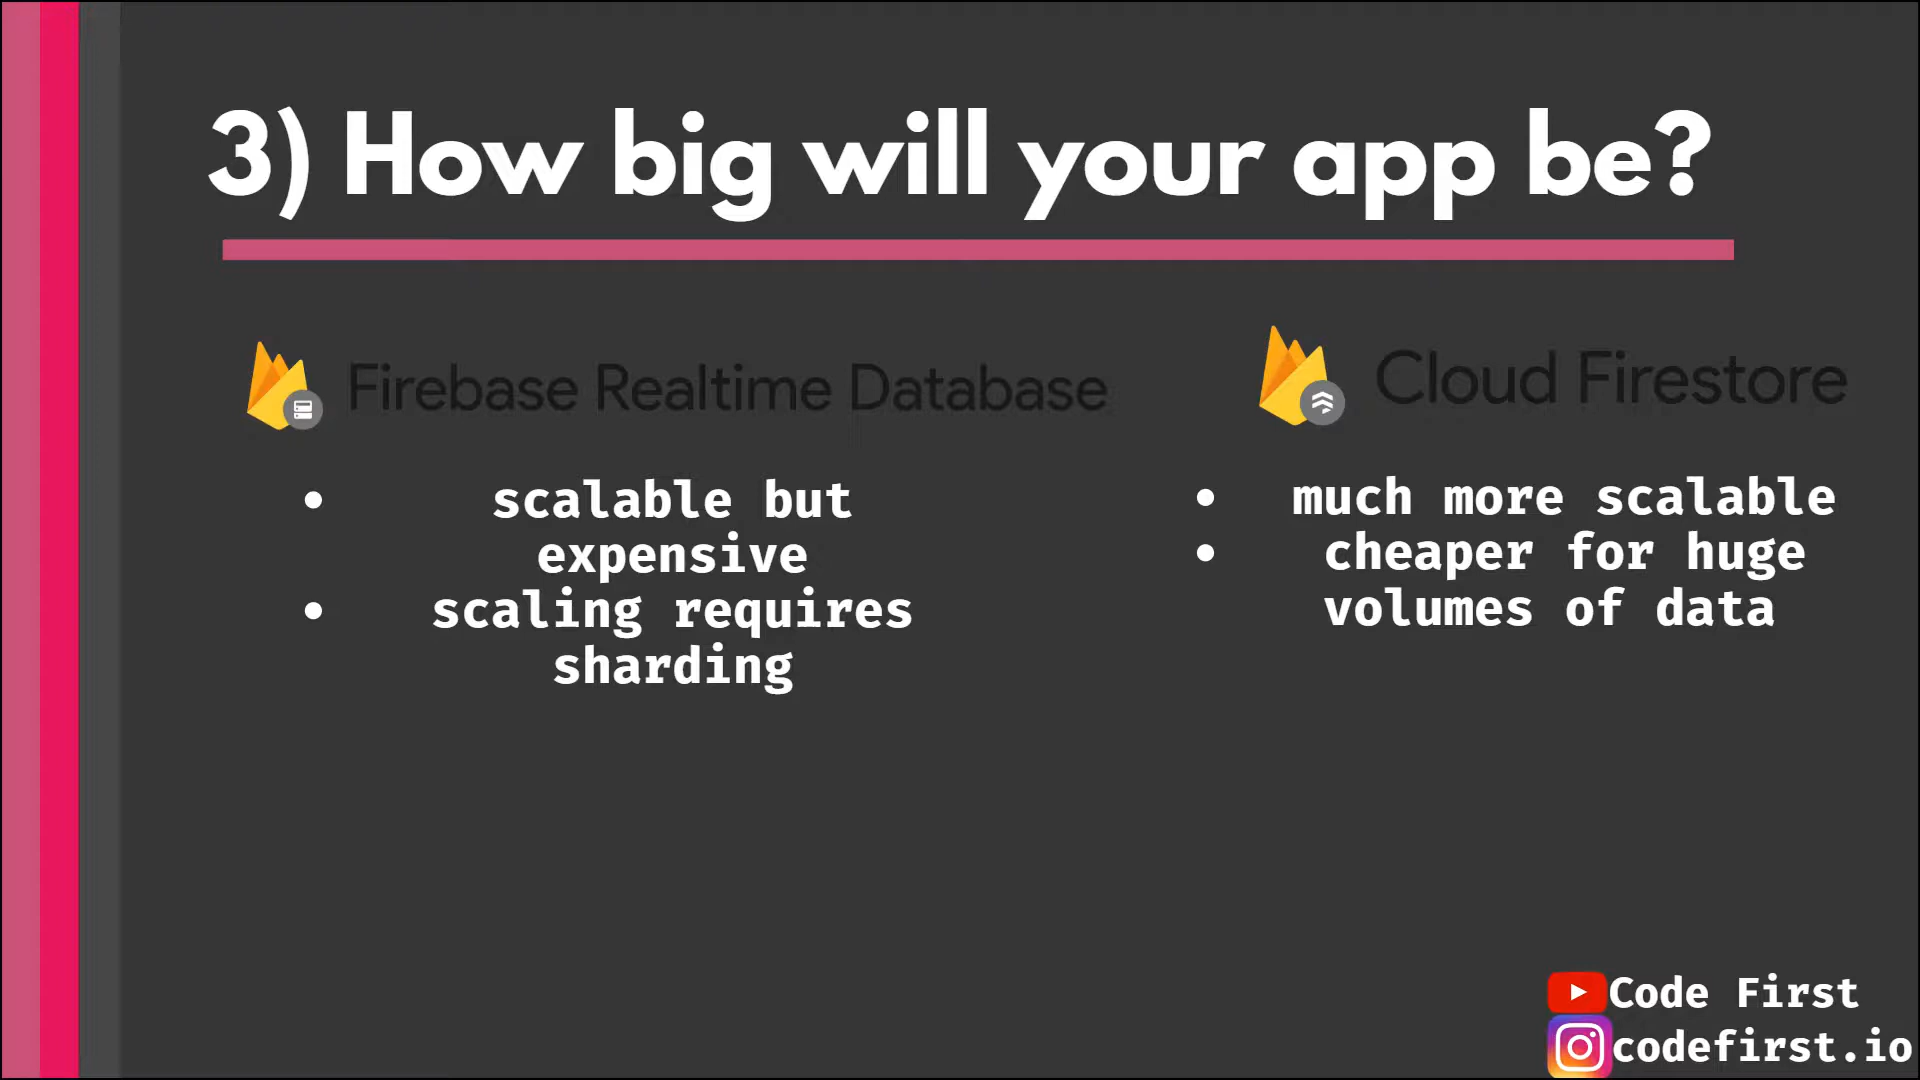 3) How big will your app be?
Firebase Realtime Database
• scalable but
expensive
• scaling requires
sharding
Cloud Firestore
• much more scalable
• cheaper for huge
volumes of data
Code First
codefirst.io